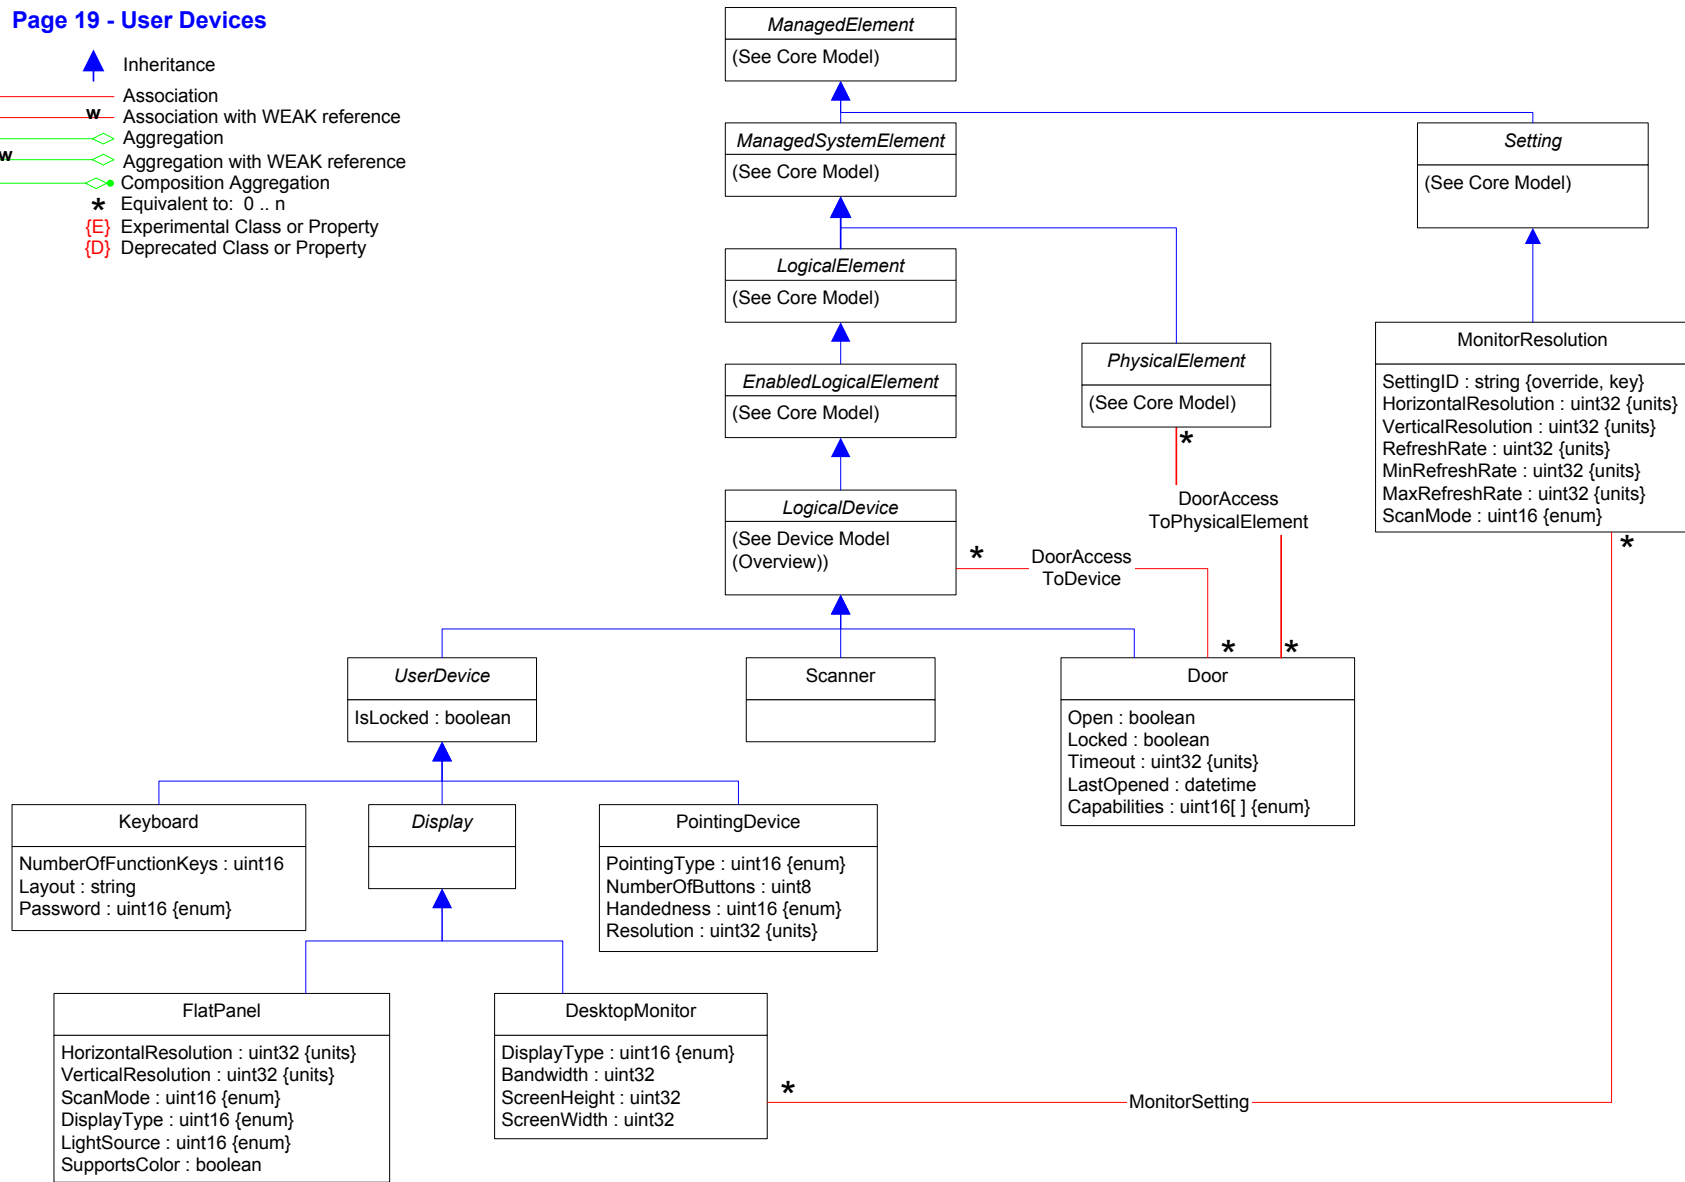 Page 19 - User Devices
Inheritance
Association
w
Association with WEAK reference
Aggregation
w
Aggregation with WEAK reference
Composition Aggregation
* Equivalent to: 0 .. n
{E} Experimental Class or Property
{D} Deprecated Class or Property
ManagedElement
(See Core Model)
ManagedSystemElement
(See Core Model)
Setting
(See Core Model)
LogicalElement
(See Core Model)
EnabledLogicalElement
(See Core Model)
PhysicalElement
(See Core Model)
*
MonitorResolution
SettingID : string {override, key}
HorizontalResolution : uint32 {units}
VerticalResolution : uint32 {units}
RefreshRate : uint32 {units}
MinRefreshRate : uint32 {units}
MaxRefreshRate : uint32 {units}
ScanMode : uint16 {enum}
*
LogicalDevice
(See Device Model
(Overview))
*
DoorAccess
ToDevice
*
DoorAccess
ToPhysicalElement
*
UserDevice
IsLocked : boolean
Scanner
Door
Open : boolean
Locked : boolean
Timeout : uint32 {units}
LastOpened : datetime
Capabilities : uint16[ ] {enum}
Keyboard
NumberOfFunctionKeys : uint16
Layout : string
Password : uint16 {enum}
Display
PointingDevice
PointingType : uint16 {enum}
NumberOfButtons : uint8
Handedness : uint16 {enum}
Resolution : uint32 {units}
FlatPanel
HorizontalResolution : uint32 {units}
VerticalResolution : uint32 {units}
ScanMode : uint16 {enum}
DisplayType : uint16 {enum}
LightSource : uint16 {enum}
SupportsColor : boolean
DesktopMonitor
DisplayType : uint16 {enum}
Bandwidth : uint32
ScreenHeight : uint32
ScreenWidth : uint32
*
MonitorSetting